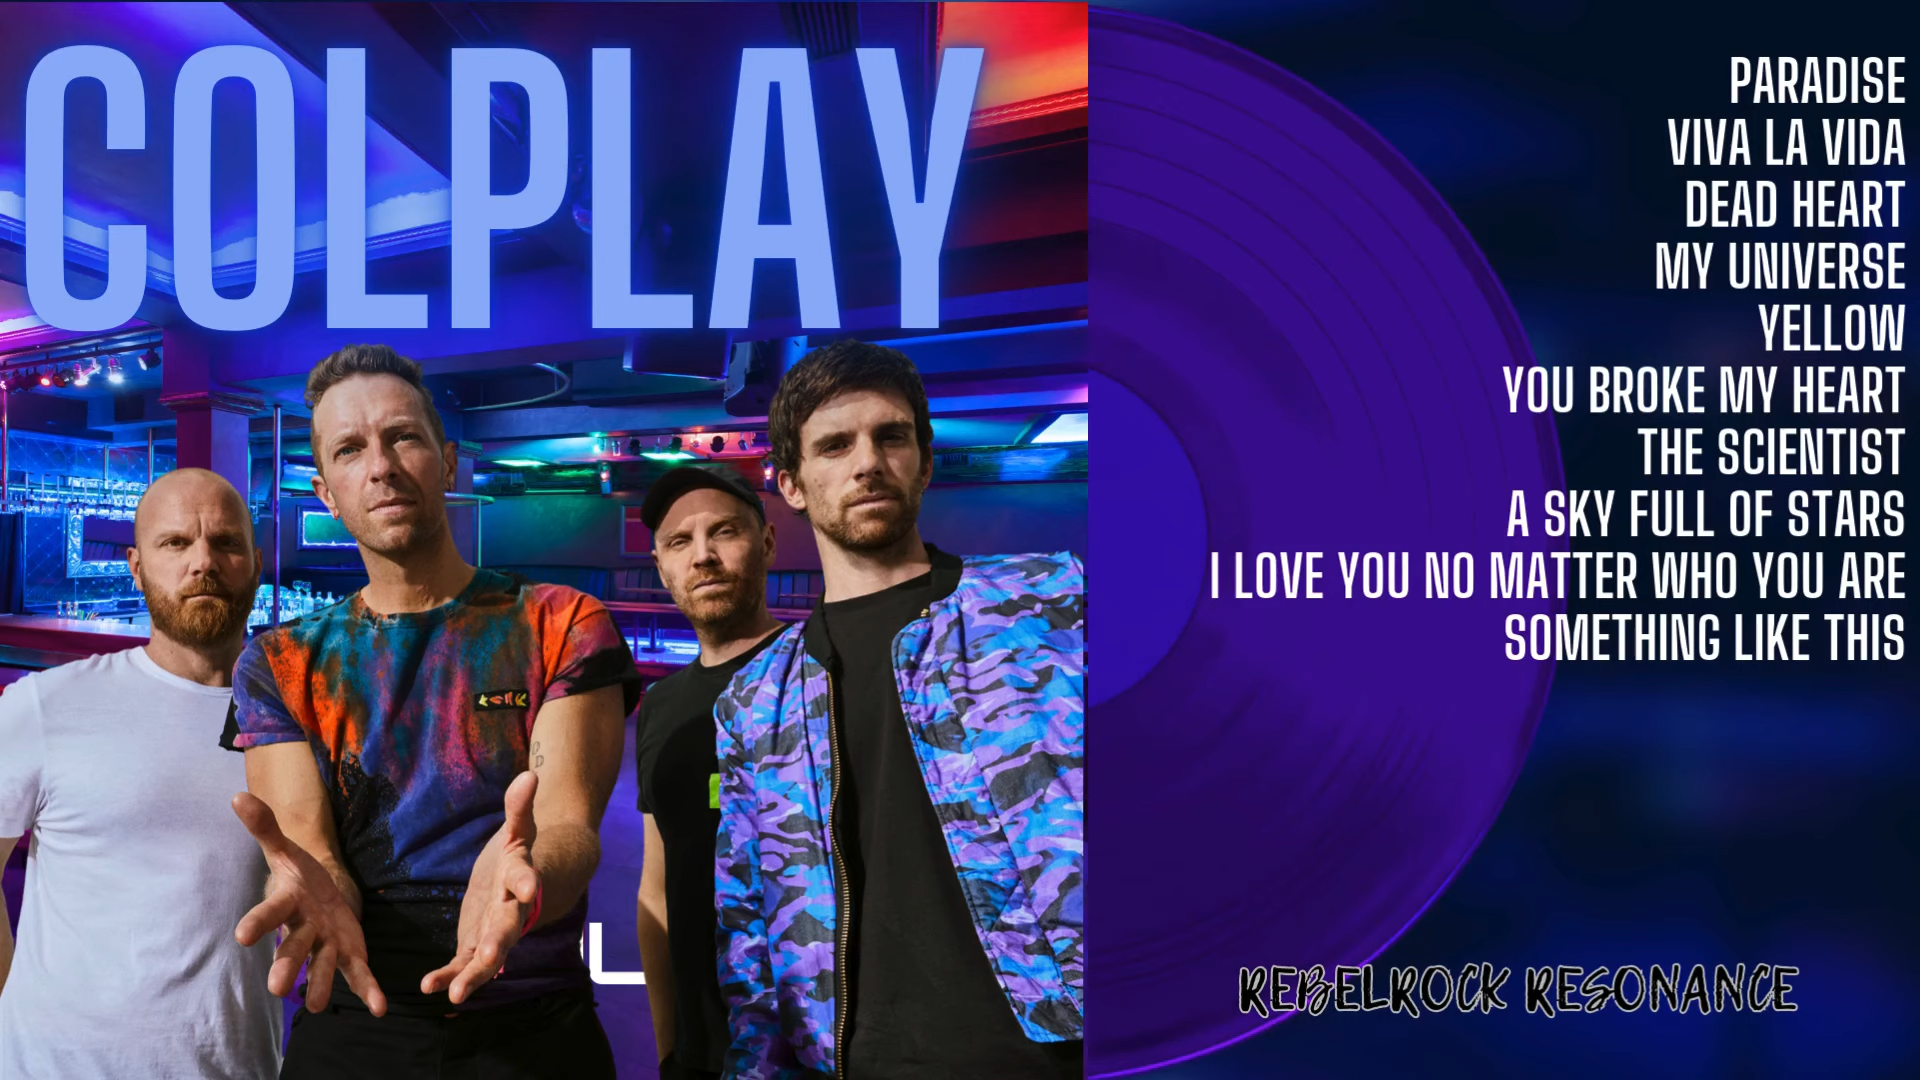 COLPLAY
PARADISE
VIVA LA VIDA
DEAD HEART
MY UNIVERSE
YELLOW
YOU BROKE MY HEART
THE SCIENTIST
A SKY FULL OF STARS
I LOVE YOU NO MATTER WHO YOU ARE
SOMETHING LIKE THIS
REBELROCK RESONANCE